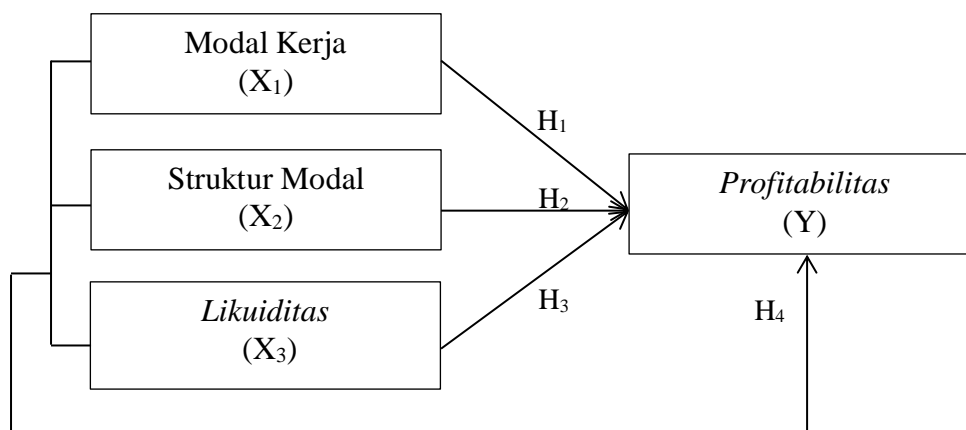 Modal Kerja
(X₁)
H₁
Struktur Modal
(X₂)
H₂
Profitabilitas
(Y)
Likuiditas
(X₃)
H₃
H₄